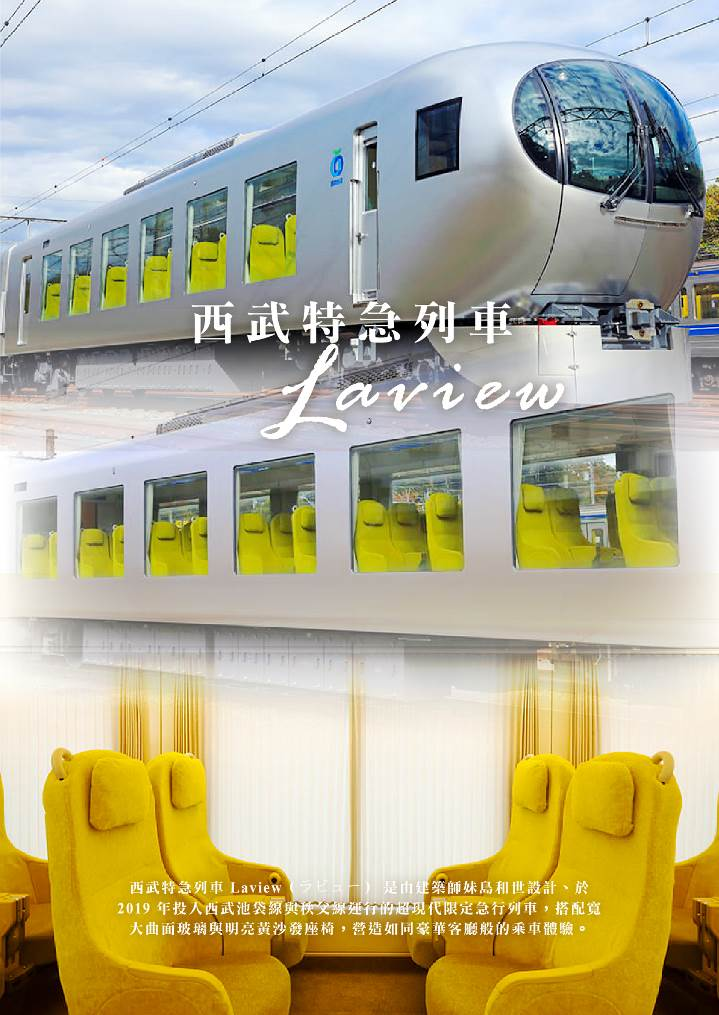 西武特急列車
Laview
西武特急列車 Laview（ラビュー） 是由建築師妹島和世設計、於
2019 年投入西武池袋線與秩父線運行的超現代限定急行列車，搭配寬
大曲面玻璃與明亮黃沙發座椅，營造如同豪華客廳般的乘車體驗。